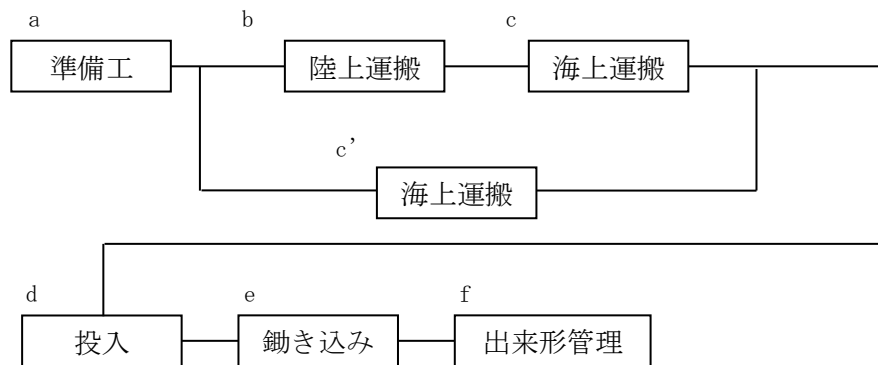 a b c
準備工 陸上運搬 海上運搬
c’
海上運搬
d e f
投入 鋤き込み 出来形管理